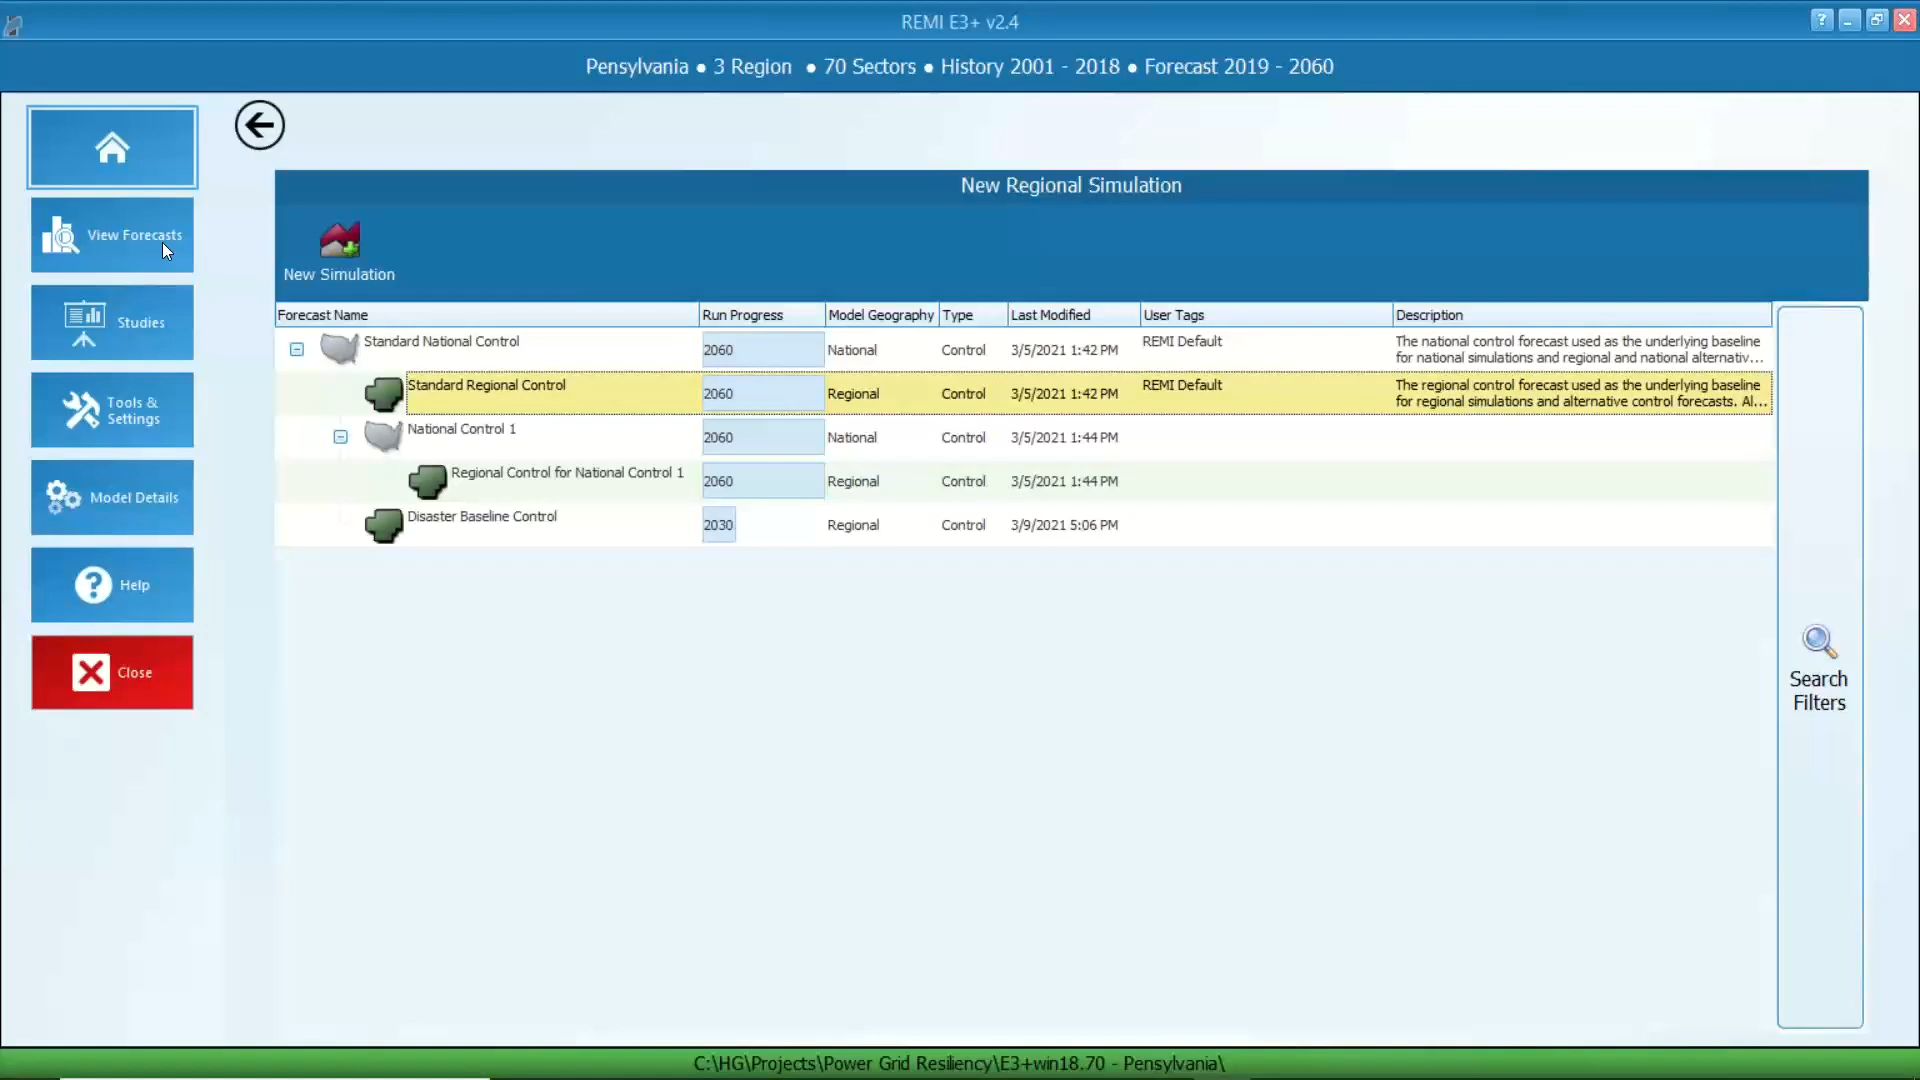 REMI E3+ v2.4
Pensylvania ● 3 Region ● 70 Sectors ● History 2001 - 2018 ● Forecast 2019 - 2060
View Forecasts
Studies
Tools &
Settings
Model Details
Help
Close
New Regional Simulation
New Simulation
Forecast Name Run Progress Model Geography Type Last Modified User Tags Description
Standard National Control 2060 National Control 3/5/2021 1:42 PM REMI Default The national control forecast used as the underlying baseline
for national simulations and regional and national alternativ...
Standard Regional Control 2060 Regional Control 3/5/2021 1:42 PM REMI Default The regional control forecast used as the underlying baseline
for regional simulations and alternative control forecasts. Al...
National Control 1 2060 National Control 3/5/2021 1:44 PM
Regional Control for National Control 1 2060 Regional Control 3/5/2021 1:44 PM
Disaster Baseline Control 2030 Regional Control 3/9/2021 5:06 PM
Search
Filters
C:\HG\Projects\Power Grid Resiliency\E3+win18.70 - Pensylvania\